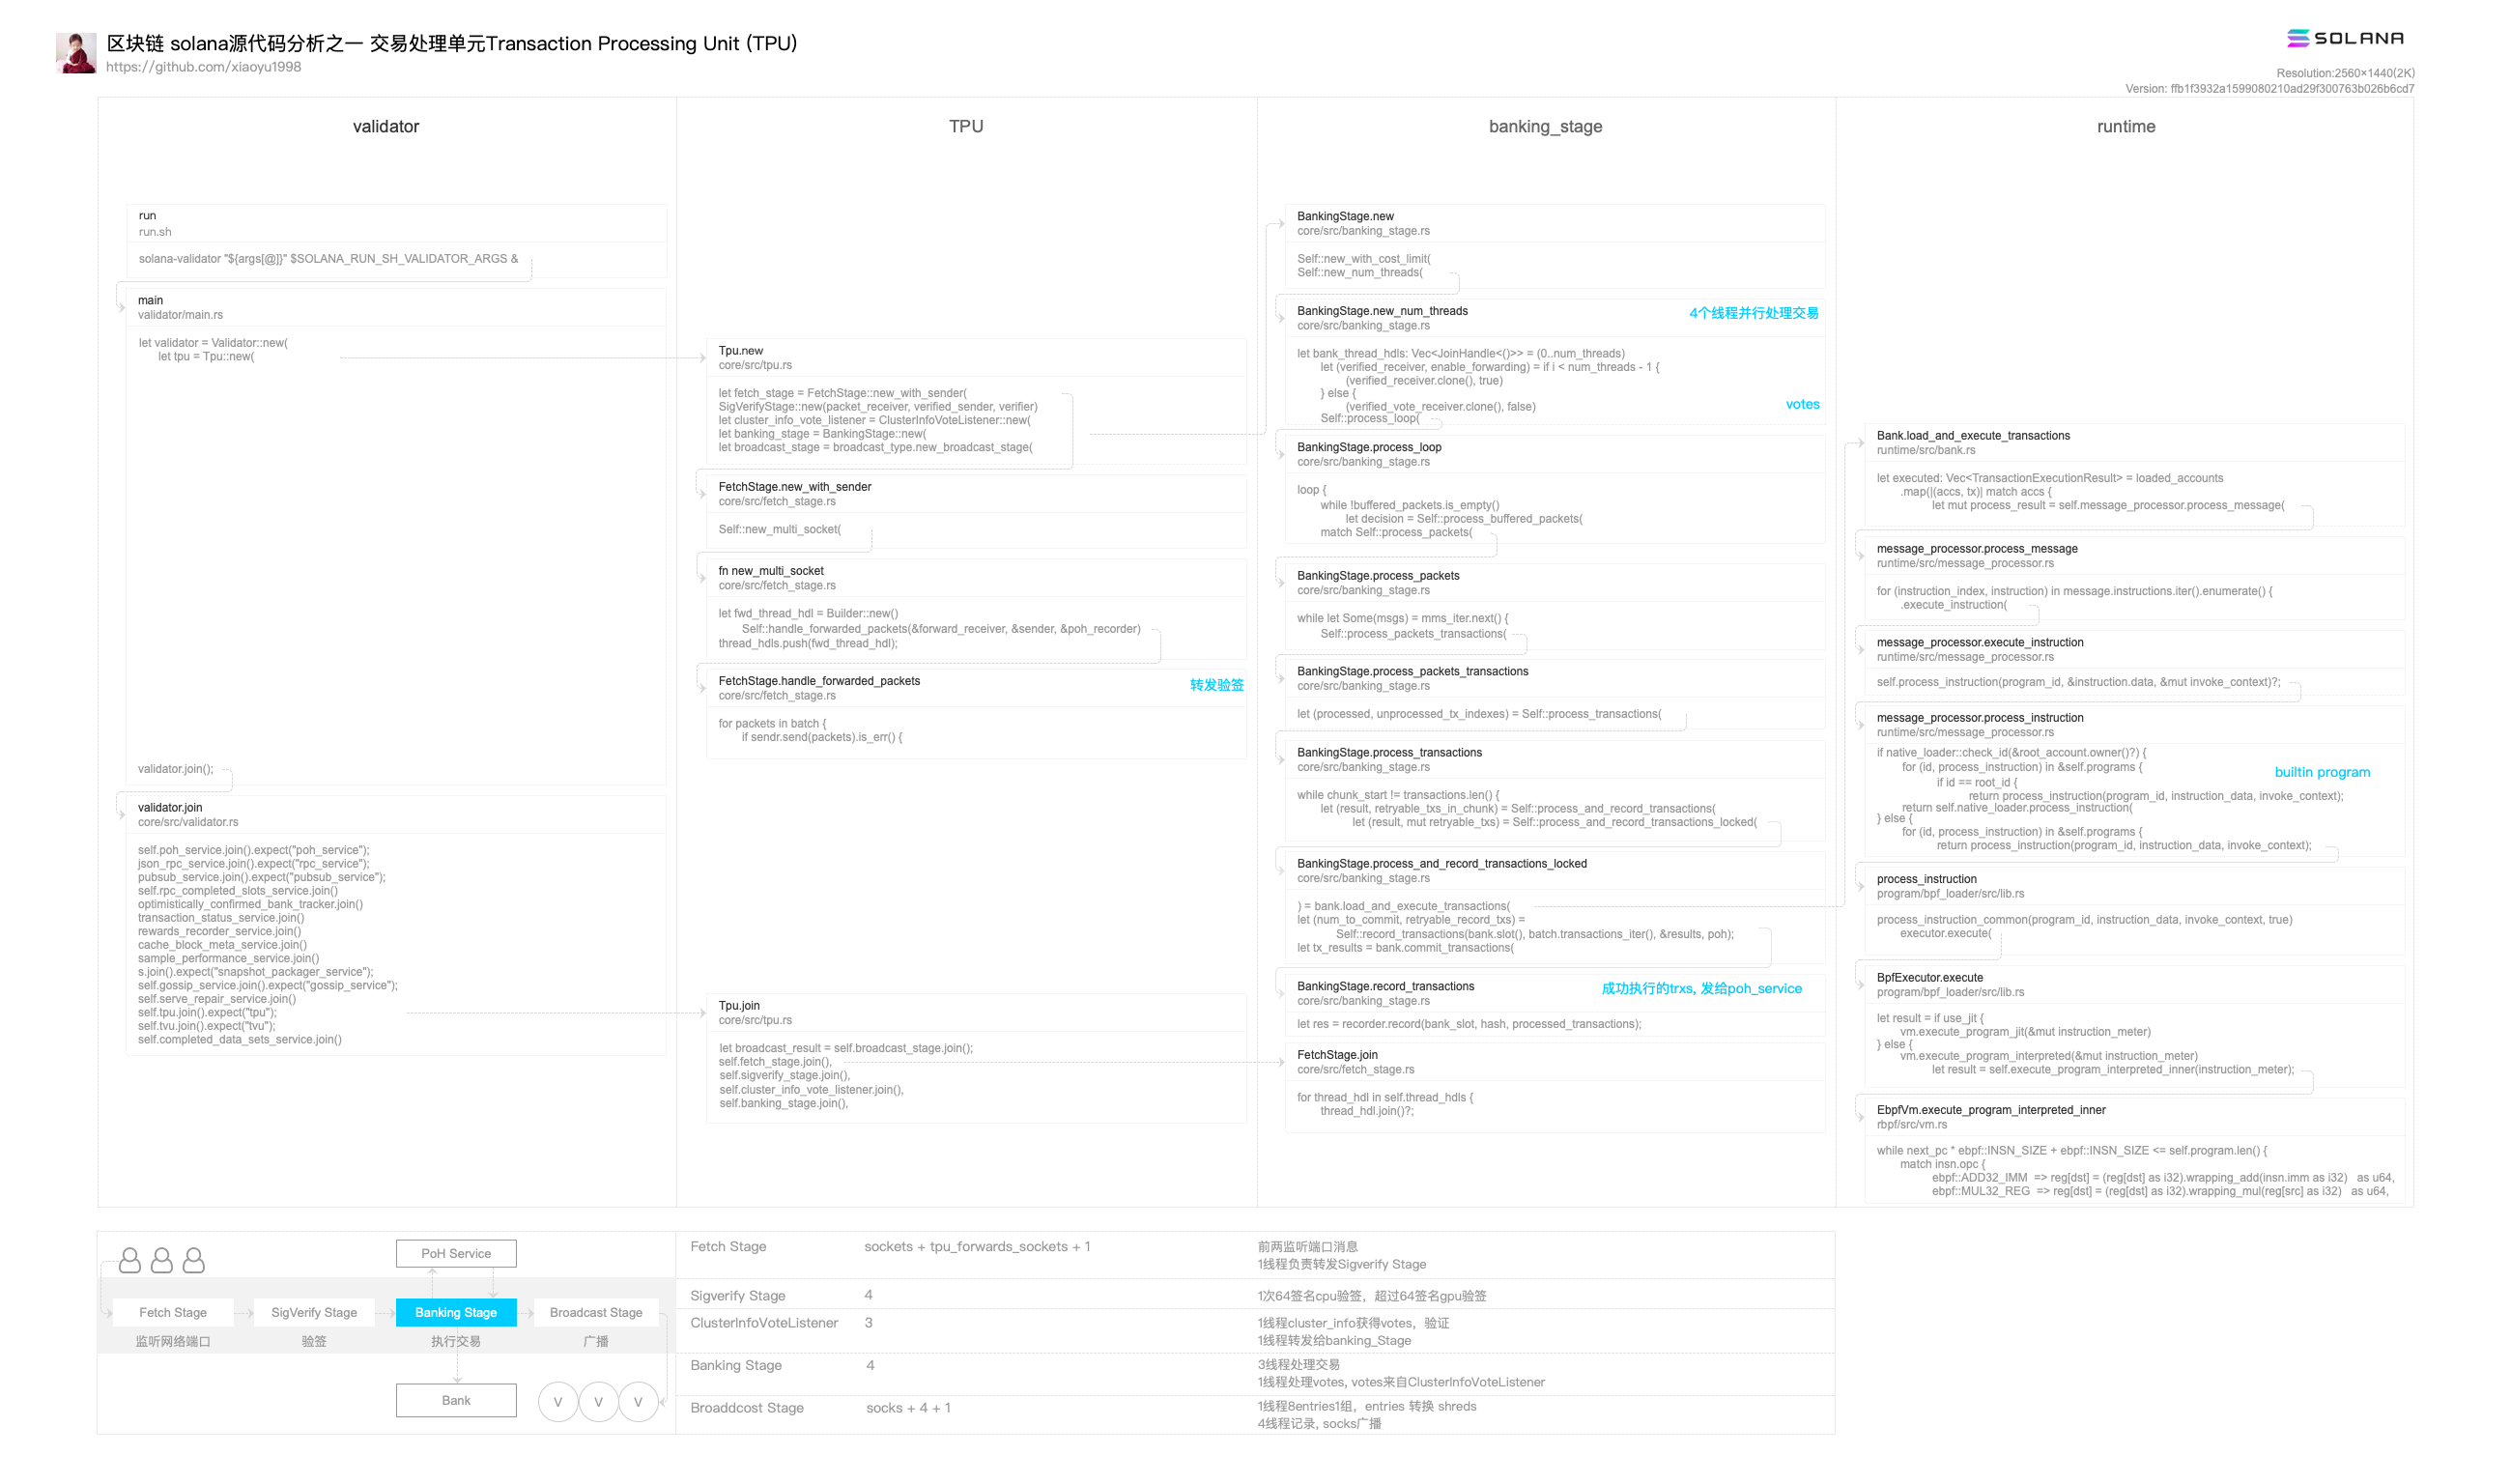 区块链 solana源代码分析之一 交易处理单元Transaction Processing Unit (TPU)
https://github.com/xiaoyu1998
SOLANA
Resolution:2560×1440(2K)
Version: ffb1f3932a1599080210ad29f300763b026b6cd7
validator
run
run.sh
solana-validator "${args[@]}" $SOLANA_RUN_SH_VALIDATOR_ARGS &
main
validator/main.rs
let validator = Validator::new(
let tpu = Tpu::new(
validator.join();
validator.join
core/src/validator.rs
self.poh_service.join().expect("poh_service");
json_rpc_service.join().expect("rpc_service");
pubsub_service.join().expect("pubsub_service");
self.rpc_completed_slots_service.join()
optimistically_confirmed_bank_tracker.join()
transaction_status_service.join()
rewards_recorder_service.join()
cache_block_meta_service.join()
sample_performance_service.join()
s.join().expect("snapshot_packager_service");
self.gossip_service.join().expect("gossip_service");
self.serve_repair_service.join()
self.tpu.join().expect("tpu");
self.tvu.join().expect("tvu");
self.completed_data_sets_service.join()
TPU
Tpu.new
core/src/tpu.rs
let fetch_stage = FetchStage::new_with_sender(
SigVerifyStage::new(packet_receiver, verified_sender, verifier)
let cluster_info_vote_listener = ClusterInfoVoteListener::new(
let banking_stage = BankingStage::new(
let broadcast_stage = broadcast_type.new_broadcast_stage(
FetchStage.new_with_sender
core/src/fetch_stage.rs
Self::new_multi_socket(
fn new_multi_socket
core/src/fetch_stage.rs
let fwd_thread_hdl = Builder::new()
Self::handle_forwarded_packets(&forward_receiver, &sender, &poh_recorder)
thread_hdls.push(fwd_thread_hdl);
FetchStage.handle_forwarded_packets
转发验签
core/src/fetch_stage.rs
for packets in batch {
if sendr.send(packets).is_err() {
Tpu.join
core/src/tpu.rs
let broadcast_result = self.broadcast_stage.join();
self.fetch_stage.join(),
self.sigverify_stage.join(),
self.cluster_info_vote_listener.join(),
self.banking_stage.join(),
banking_stage
BankingStage.new
core/src/banking_stage.rs
Self::new_with_cost_limit(
Self::new_num_threads(
BankingStage.new_num_threads
4个线程并行处理交易
core/src/banking_stage.rs
let bank_thread_hdls: Vec<JoinHandle<()>> = (0..num_threads)
let (verified_receiver, enable_forwarding) = if i < num_threads - 1 {
(verified_receiver.clone(), true)
} else {
(verified_vote_receiver.clone(), false)
votes
Self::process_loop(
BankingStage.process_loop
core/src/banking_stage.rs
loop {
while !buffered_packets.is_empty()
let decision = Self::process_buffered_packets(
match Self::process_packets(
BankingStage.process_packets
core/src/banking_stage.rs
while let Some(msgs) = mms_iter.next() {
Self::process_packets_transactions(
BankingStage.process_packets_transactions
core/src/banking_stage.rs
let (processed, unprocessed_tx_indexes) = Self::process_transactions(
BankingStage.process_transactions
core/src/banking_stage.rs
while chunk_start != transactions.len() {
let (result, retryable_txs_in_chunk) = Self::process_and_record_transactions(
let (result, mut retryable_txs) = Self::process_and_record_transactions_locked(
BankingStage.process_and_record_transactions_locked
core/src/banking_stage.rs
) = bank.load_and_execute_transactions(
let (num_to_commit, retryable_record_txs) =
Self::record_transactions(bank.slot(), batch.transactions_iter(), &results, poh);
let tx_results = bank.commit_transactions(
BankingStage.record_transactions
成功执行的trxs, 发给poh_service
core/src/banking_stage.rs
let res = recorder.record(bank_slot, hash, processed_transactions);
FetchStage.join
core/src/fetch_stage.rs
for thread_hdl in self.thread_hdls {
thread_hdl.join()?;
runtime
Bank.load_and_execute_transactions
runtime/src/bank.rs
let executed: Vec<TransactionExecutionResult> = loaded_accounts
.map(|(accs, tx)| match accs {
let mut process_result = self.message_processor.process_message(
message_processor.process_message
runtime/src/message_processor.rs
for (instruction_index, instruction) in message.instructions.iter().enumerate() {
.execute_instruction(
message_processor.execute_instruction
runtime/src/message_processor.rs
self.process_instruction(program_id, &instruction.data, &mut invoke_context)?;
message_processor.process_instruction
runtime/src/message_processor.rs
if native_loader::check_id(&root_account.owner()?) {
for (id, process_instruction) in &self.programs {
builtin program
if id == root_id {
return process_instruction(program_id, instruction_data, invoke_context);
return self.native_loader.process_instruction(
} else {
for (id, process_instruction) in &self.programs {
return process_instruction(program_id, instruction_data, invoke_context);
process_instruction
program/bpf_loader/src/lib.rs
process_instruction_common(program_id, instruction_data, invoke_context, true)
executor.execute(
BpfExecutor.execute
program/bpf_loader/src/lib.rs
let result = if use_jit {
vm.execute_program_jit(&mut instruction_meter)
} else {
vm.execute_program_interpreted(&mut instruction_meter)
let result = self.execute_program_interpreted_inner(instruction_meter);
EbpfVm.execute_program_interpreted_inner
rbpf/src/vm.rs
while next_pc * ebpf::INSN_SIZE + ebpf::INSN_SIZE <= self.program.len() {
match insn.opc {
ebpf::ADD32_IMM => reg[dst] = (reg[dst] as i32).wrapping_add(insn.imm as i32) as u64,
ebpf::MUL32_REG => reg[dst] = (reg[dst] as i32).wrapping_mul(reg[src] as i32) as u64,
PoH Service
Fetch Stage
SigVerify Stage
Banking Stage
Broadcast Stage
监听网络端口
验签
执行交易
广播
Bank
V
V
V
Fetch Stage
sockets + tpu_forwards_sockets + 1
前两监听端口消息
1线程负责转发Sigverify Stage
Sigverify Stage
4
1次64签名cpu验签，超过64签名gpu验签
ClusterInfoVoteListener
3
1线程cluster_info获得votes，验证
1线程转发给banking_Stage
Banking Stage
4
3线程处理交易
1线程处理votes, votes来自ClusterInfoVoteListener
Broaddcost Stage
socks + 4 + 1
1线程8entries1组，entries 转换 shreds
4线程记录, socks广播